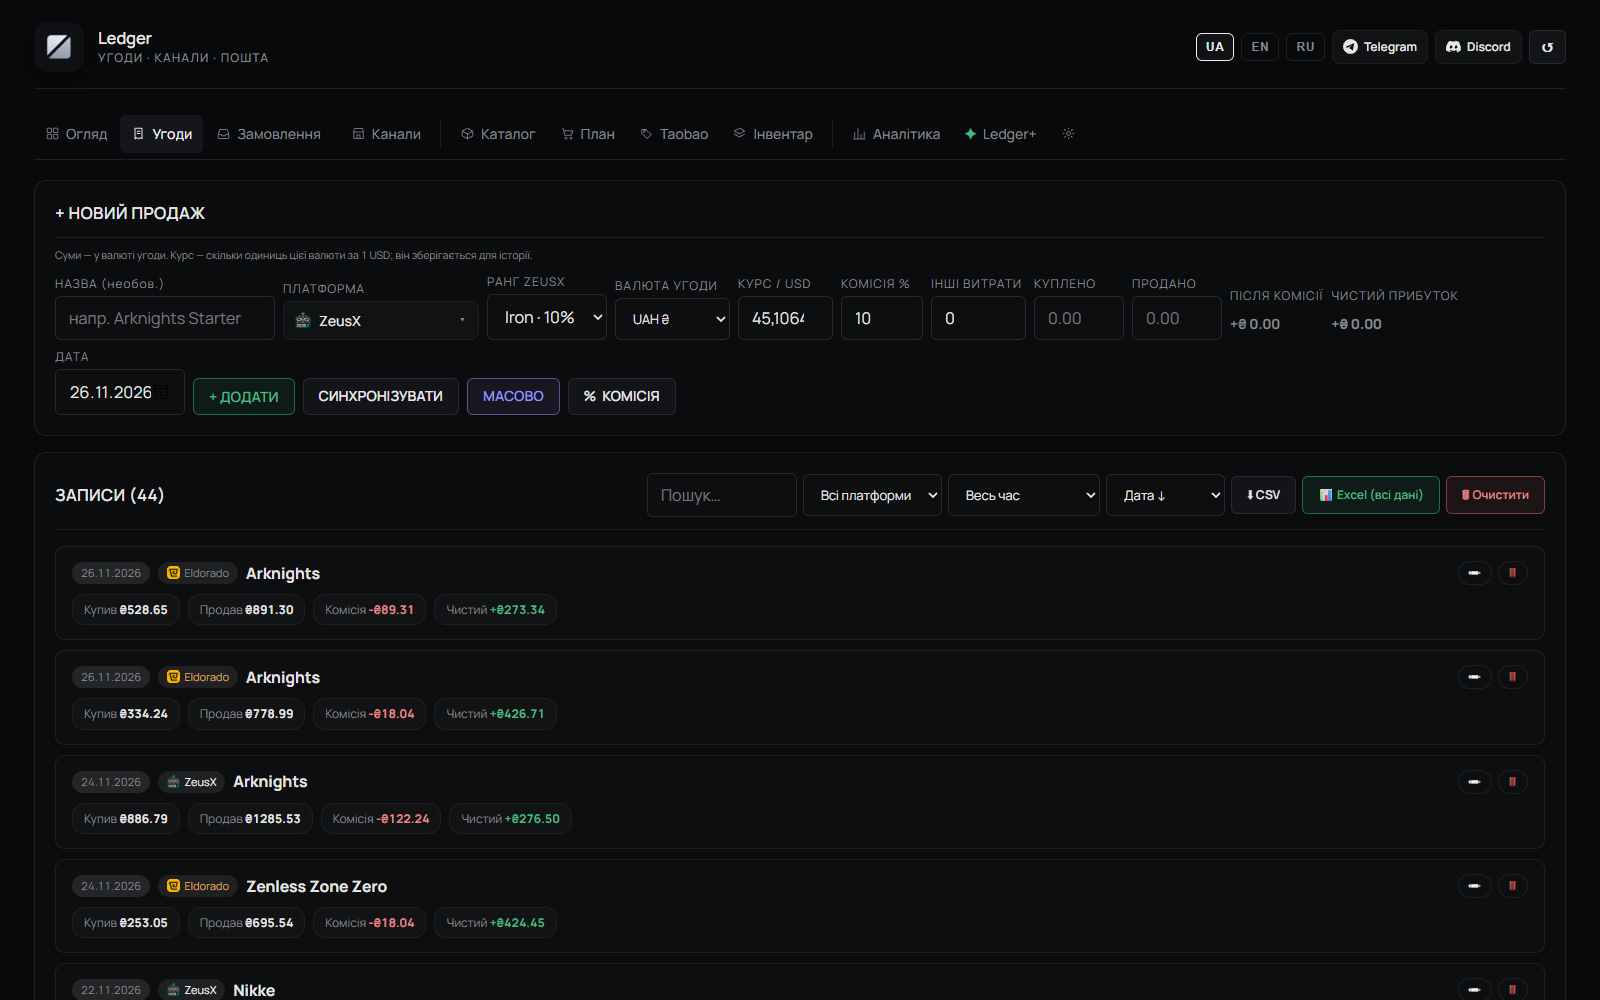 Ledger
УГОДИ · КАНАЛИ · ПОШТА
UA EN RU Telegram Discord
Огляд Угоди Замовлення Канали Каталог План Taobao Інвентар Аналітика Ledger+
+ НОВИЙ ПРОДАЖ
Суми — у валюті угоди. Курс — скільки одиниць цієї валюти за 1 USD; він зберігається для історії.
НАЗВА (необов.) ПЛАТФОРМА РАНГ ZEUSX ВАЛЮТА УГОДИ КУРС / USD КОМІСІЯ % ІНШІ ВИТРАТИ КУПЛЕНО ПРОДАНО ПІСЛЯ КОМІСІЇ ЧИСТИЙ ПРИБУТОК
напр. Arknights Starter ZeusX Iron · 10% UAH ₴ 45,1064 10 0 0.00 0.00 +₴ 0.00 +₴ 0.00
ДАТА
26.11.2026 + ДОДАТИ СИНХРОНІЗУВАТИ МАСОВО % КОМІСІЯ
ЗАПИСИ (44) Пошук... Всі платформи Весь час Дата ↓ ⬇CSV Excel (всі дані) Очистити
26.11.2026 Eldorado Arknights
Купив ₴528.65 Продав ₴891.30 Комісія -₴89.31 Чистий +₴273.34
26.11.2026 Eldorado Arknights
Купив ₴334.24 Продав ₴778.99 Комісія -₴18.04 Чистий +₴426.71
24.11.2026 ZeusX Arknights
Купив ₴886.79 Продав ₴1285.53 Комісія -₴122.24 Чистий +₴276.50
24.11.2026 Eldorado Zenless Zone Zero
Купив ₴253.05 Продав ₴695.54 Комісія -₴18.04 Чистий +₴424.45
22.11.2026 ZeusX Nikke